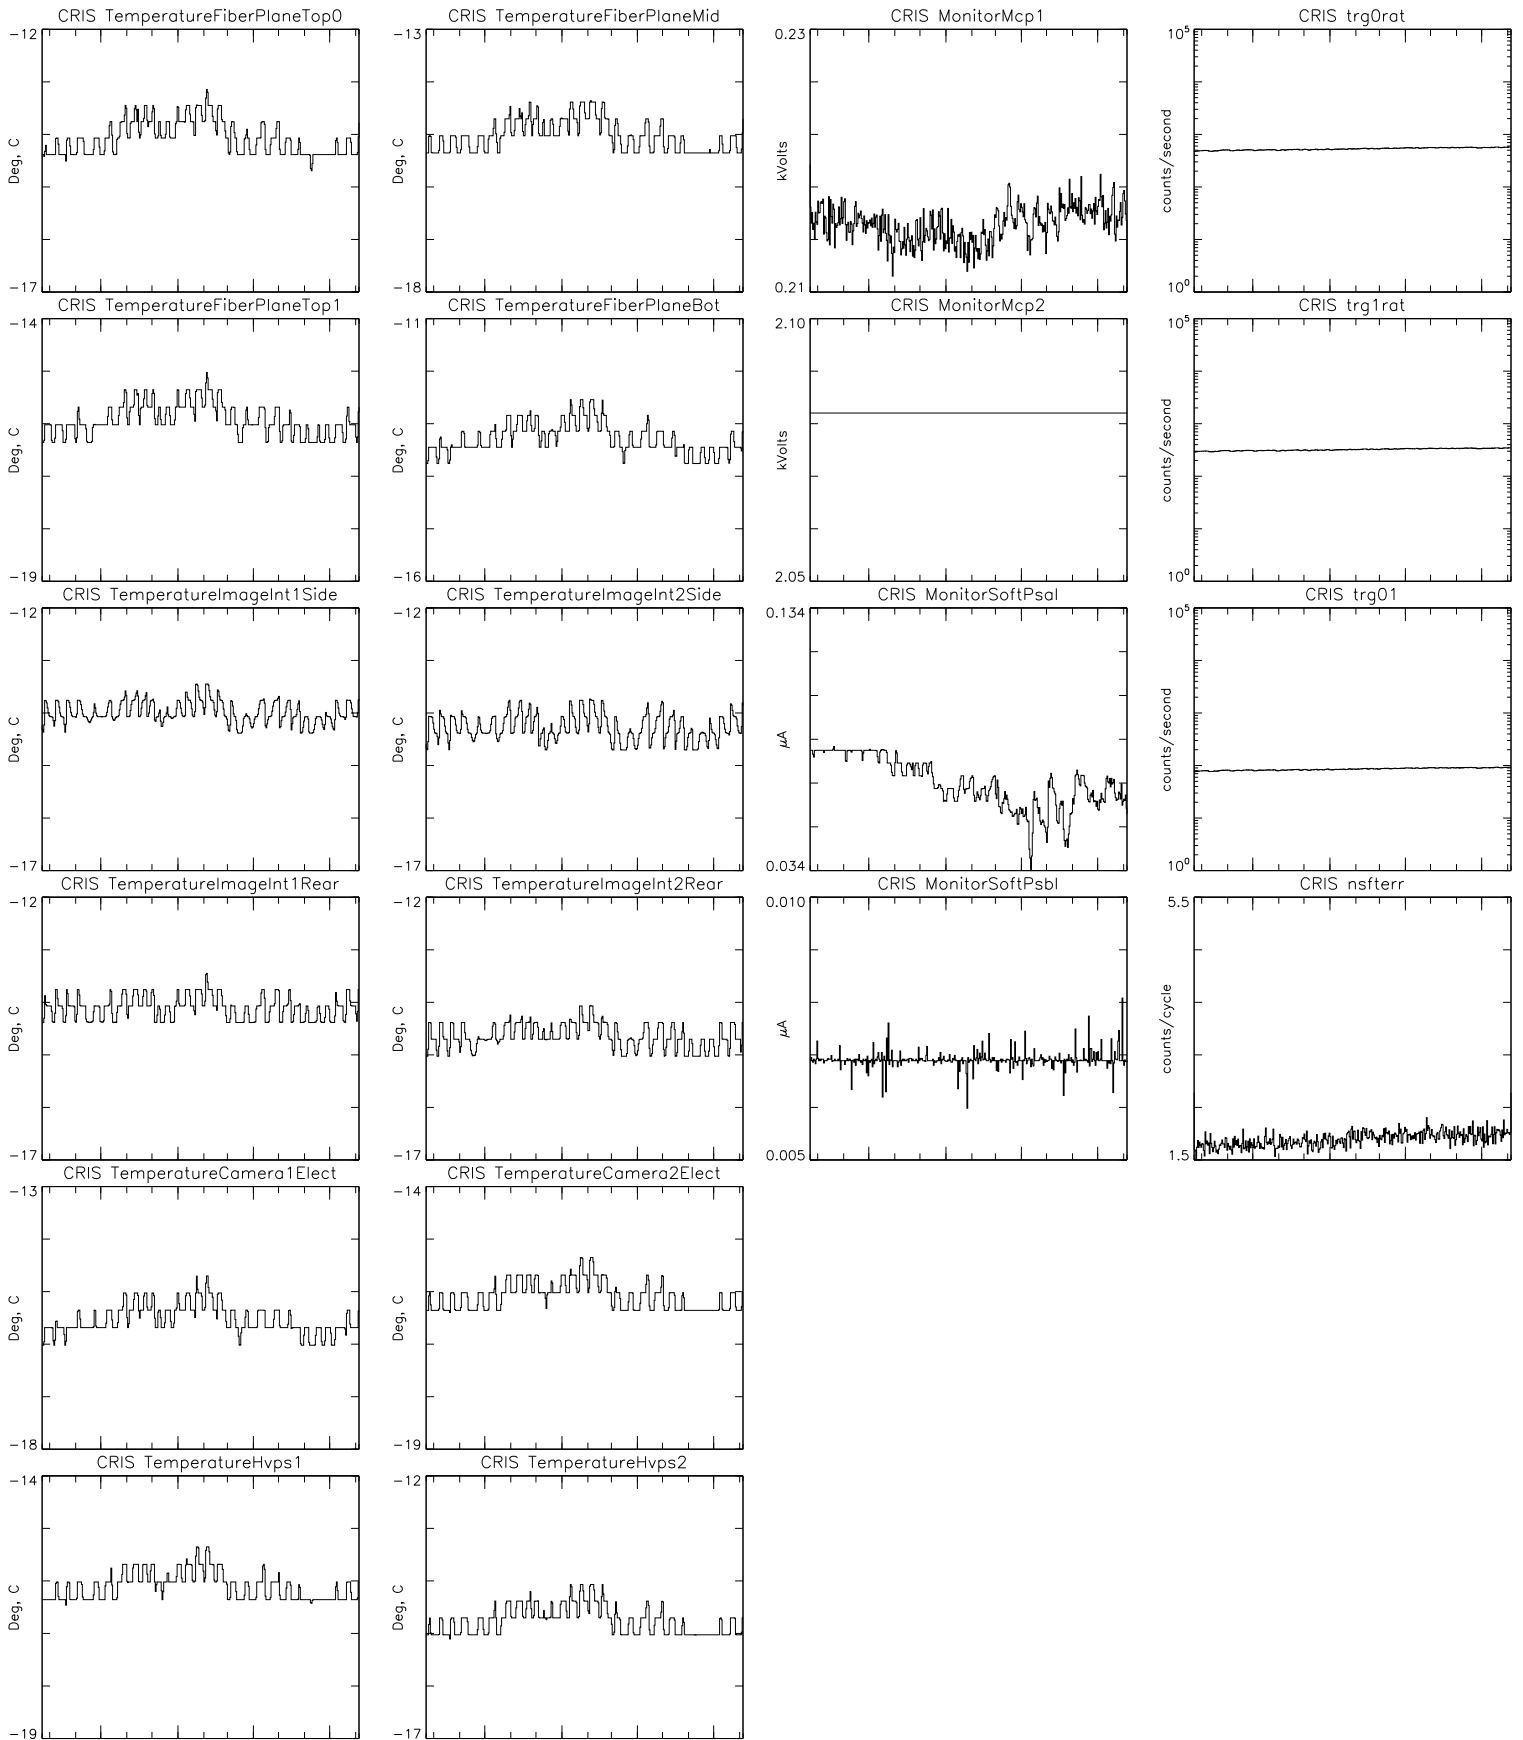 CRIS TemperatureFiberPlaneTop0
-12
Deg, C
-17
CRIS TemperatureFiberPlaneMid
-13
Deg, C
-18
CRIS MonitorMcp1
0.23
kVolts
0.21
CRIS trg0rat
10^5
counts/second
10^0
CRIS TemperatureFiberPlaneTop1
-14
Deg, C
-19
CRIS TemperatureFiberPlaneBot
-11
Deg, C
-16
CRIS MonitorMcp2
2.10
kVolts
2.05
CRIS trg1rat
10^5
counts/second
10^0
CRIS TemperatureImageInt1Side
-12
Deg, C
-17
CRIS TemperatureImageInt2Side
-12
Deg, C
-17
CRIS MonitorSoftPsaI
0.134
μA
0.034
CRIS trg01
10^5
counts/second
10^0
CRIS TemperatureImageInt1Rear
-12
Deg, C
-17
CRIS TemperatureImageInt2Rear
-12
Deg, C
-17
CRIS MonitorSoftPsbI
0.010
μA
0.005
CRIS nsfterr
5.5
counts/cycle
1.5
CRIS TemperatureCamera1Elect
-13
Deg, C
-18
CRIS TemperatureCamera2Elect
-14
Deg, C
-19
CRIS TemperatureHvps1
-14
Deg, C
-19
CRIS TemperatureHvps2
-12
Deg, C
-17